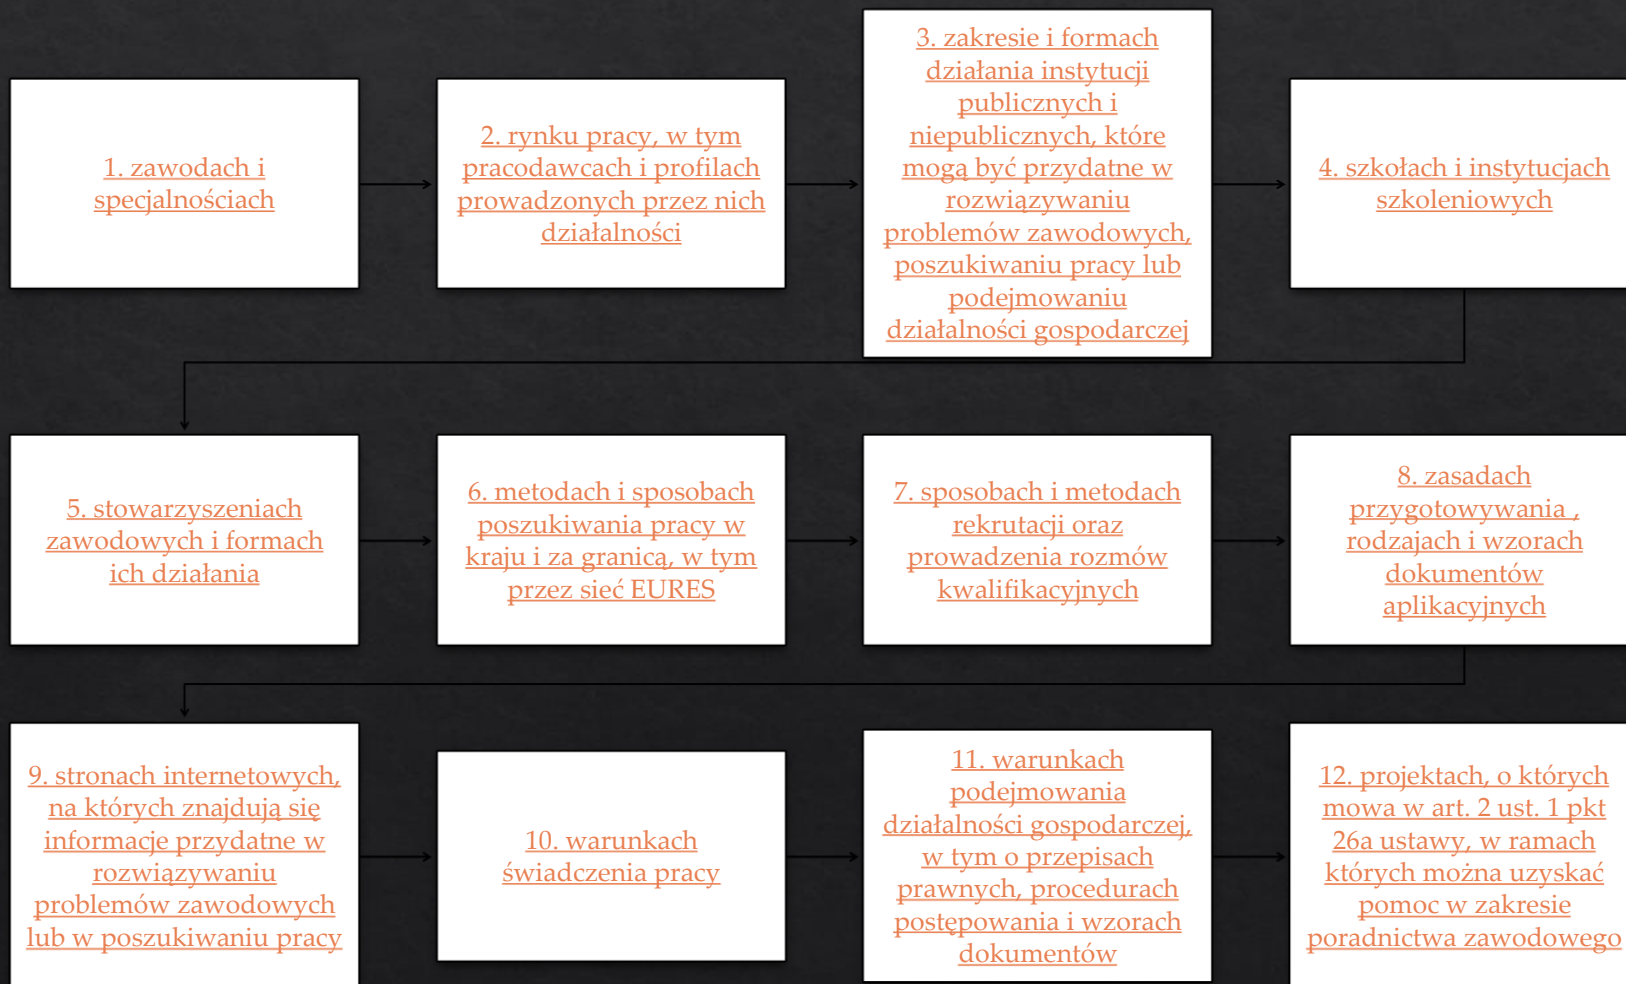 1. zawodach i
specjalnościach
2. rynku pracy, w tym
pracodawcach i profilach
prowadzonych przez nich
działalności
3. zakresie i formach
działania instytucji
publicznych i
niepublicznych, które
mogą być przydatne w
rozwiązywaniu
problemów zawodowych,
poszukiwaniu pracy lub
podejmowaniu
działalności gospodarczej
4. szkołach i instytucjach
szkoleniowych
5. stowarzyszeniach
zawodowych i formach
ich działania
6. metodach i sposobach
poszukiwania pracy w
kraju i za granicą, w tym
przez sieć EURES
7. sposobach i metodach
rekrutacji oraz
prowadzenia rozmów
kwalifikacyjnych
8. zasadach
przygotowywania ,
rodzajach i wzorach
dokumentów
aplikacyjnych
9. stronach internetowych,
na których znajdują się
informacje przydatne w
rozwiązywaniu
problemów zawodowych
lub w poszukiwaniu pracy
10. warunkach
świadczenia pracy
11. warunkach
podejmowania
działalności gospodarczej,
w tym o przepisach
prawnych, procedurach
postępowania i wzorach
dokumentów
12. projektach, o których
mowa w art. 2 ust. 1 pkt
26a ustawy, w ramach
których można uzyskać
pomoc w zakresie
poradnictwa zawodowego